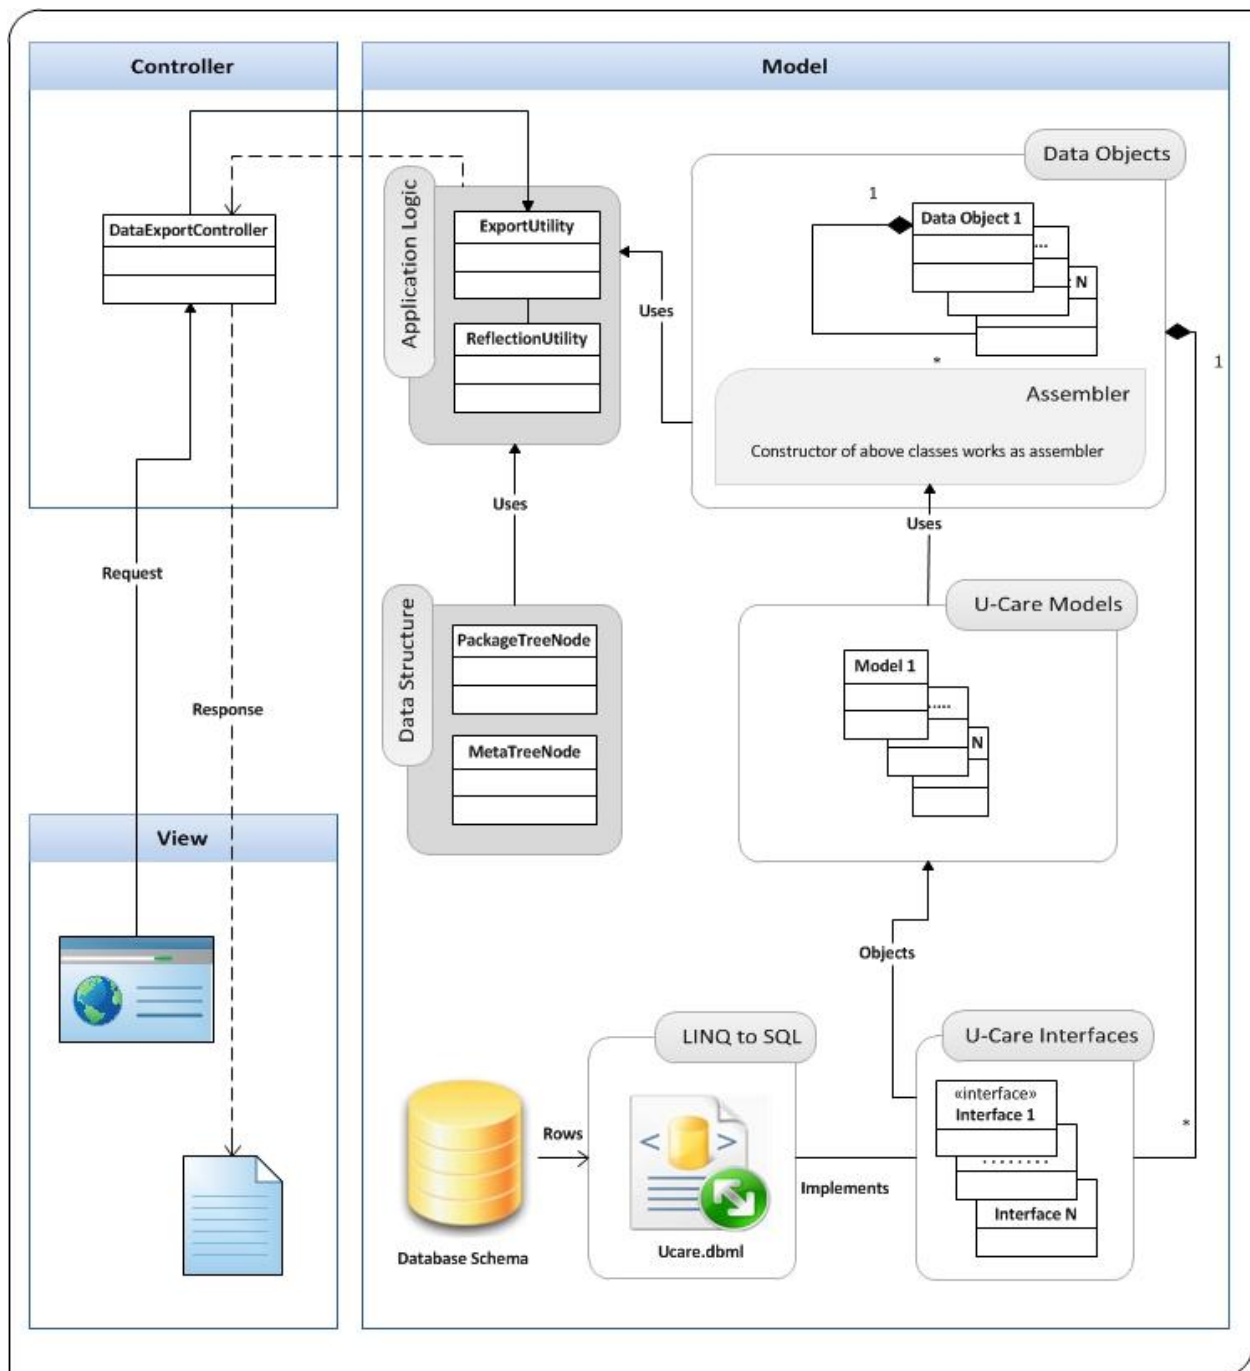 Controller
Model
Data Objects
1
Data Object 1
...
N
*
1
Assembler
Constructor of above classes works as assembler
DataExportController
Application Logic
ExportUtility
ReflectionUtility
Uses
Uses
Uses
Request
Response
Data Structure
PackageTreeNode
MetaTreeNode
U-Care Models
Model 1
.....
N
View
Objects
LINQ to SQL
U-Care Interfaces
«interface»
Interface 1
........
Interface N
*
Rows
Implements
Database Schema
Ucare.dbml